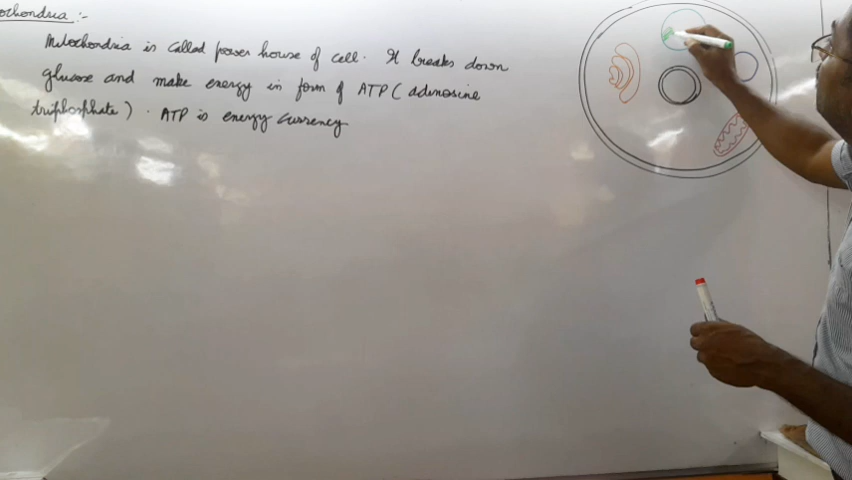 ochondria :-
Mitochondria is called power house of cell. It breaks down
glucose and make energy in form of ATP ( adenosine
triphosphate ) . ATP is energy currency